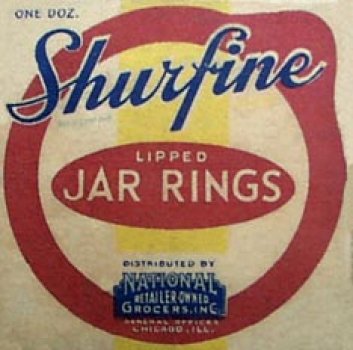 ONE DOZ.
Shurfine
LIPPED
JAR RINGS
DISTRIBUTED BY
NATIONAL
RETAILER-OWNED
GROCERS, INC.
GENERAL OFFICES
CHICAGO, ILL.